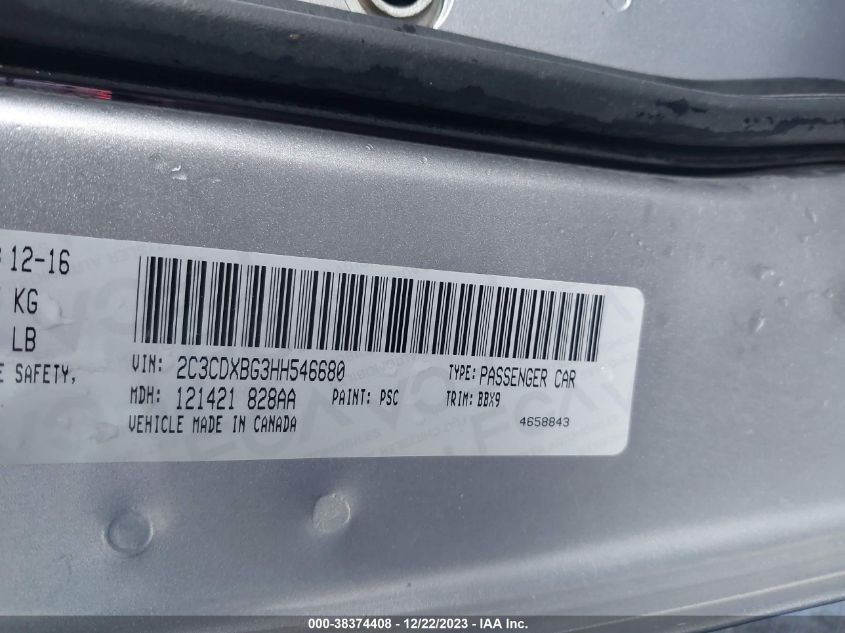 12-16
KG
LB
SAFETY,
VIN: 2C3CDXBG3HH546680 TYPE: PASSENGER CAR
MDH: 121421 828AA PAINT: PSC TRIM: BBX9
VEHICLE MADE IN CANADA 4658843
000-38374408 - 12/22/2023 - IAA Inc.